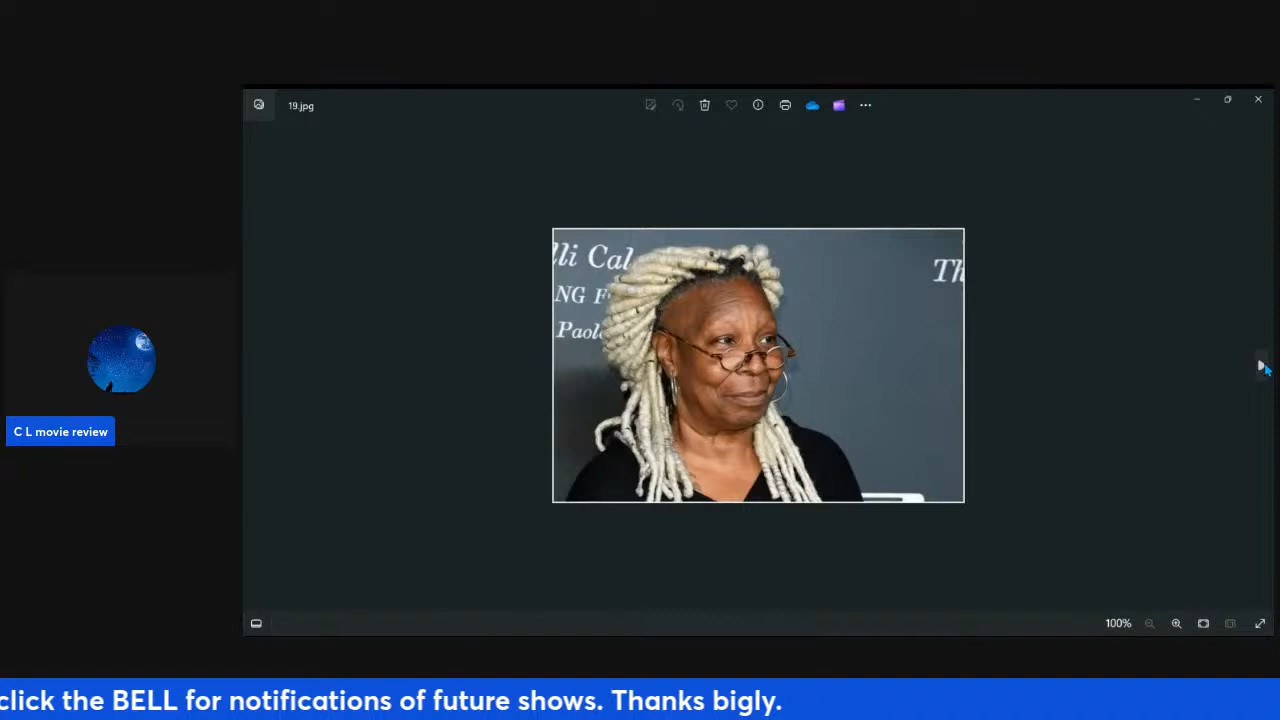 19.jpg
lli Cal
NG F
Paol
Th
C L movie review
100%
click the BELL for notifications of future shows. Thanks bigly.